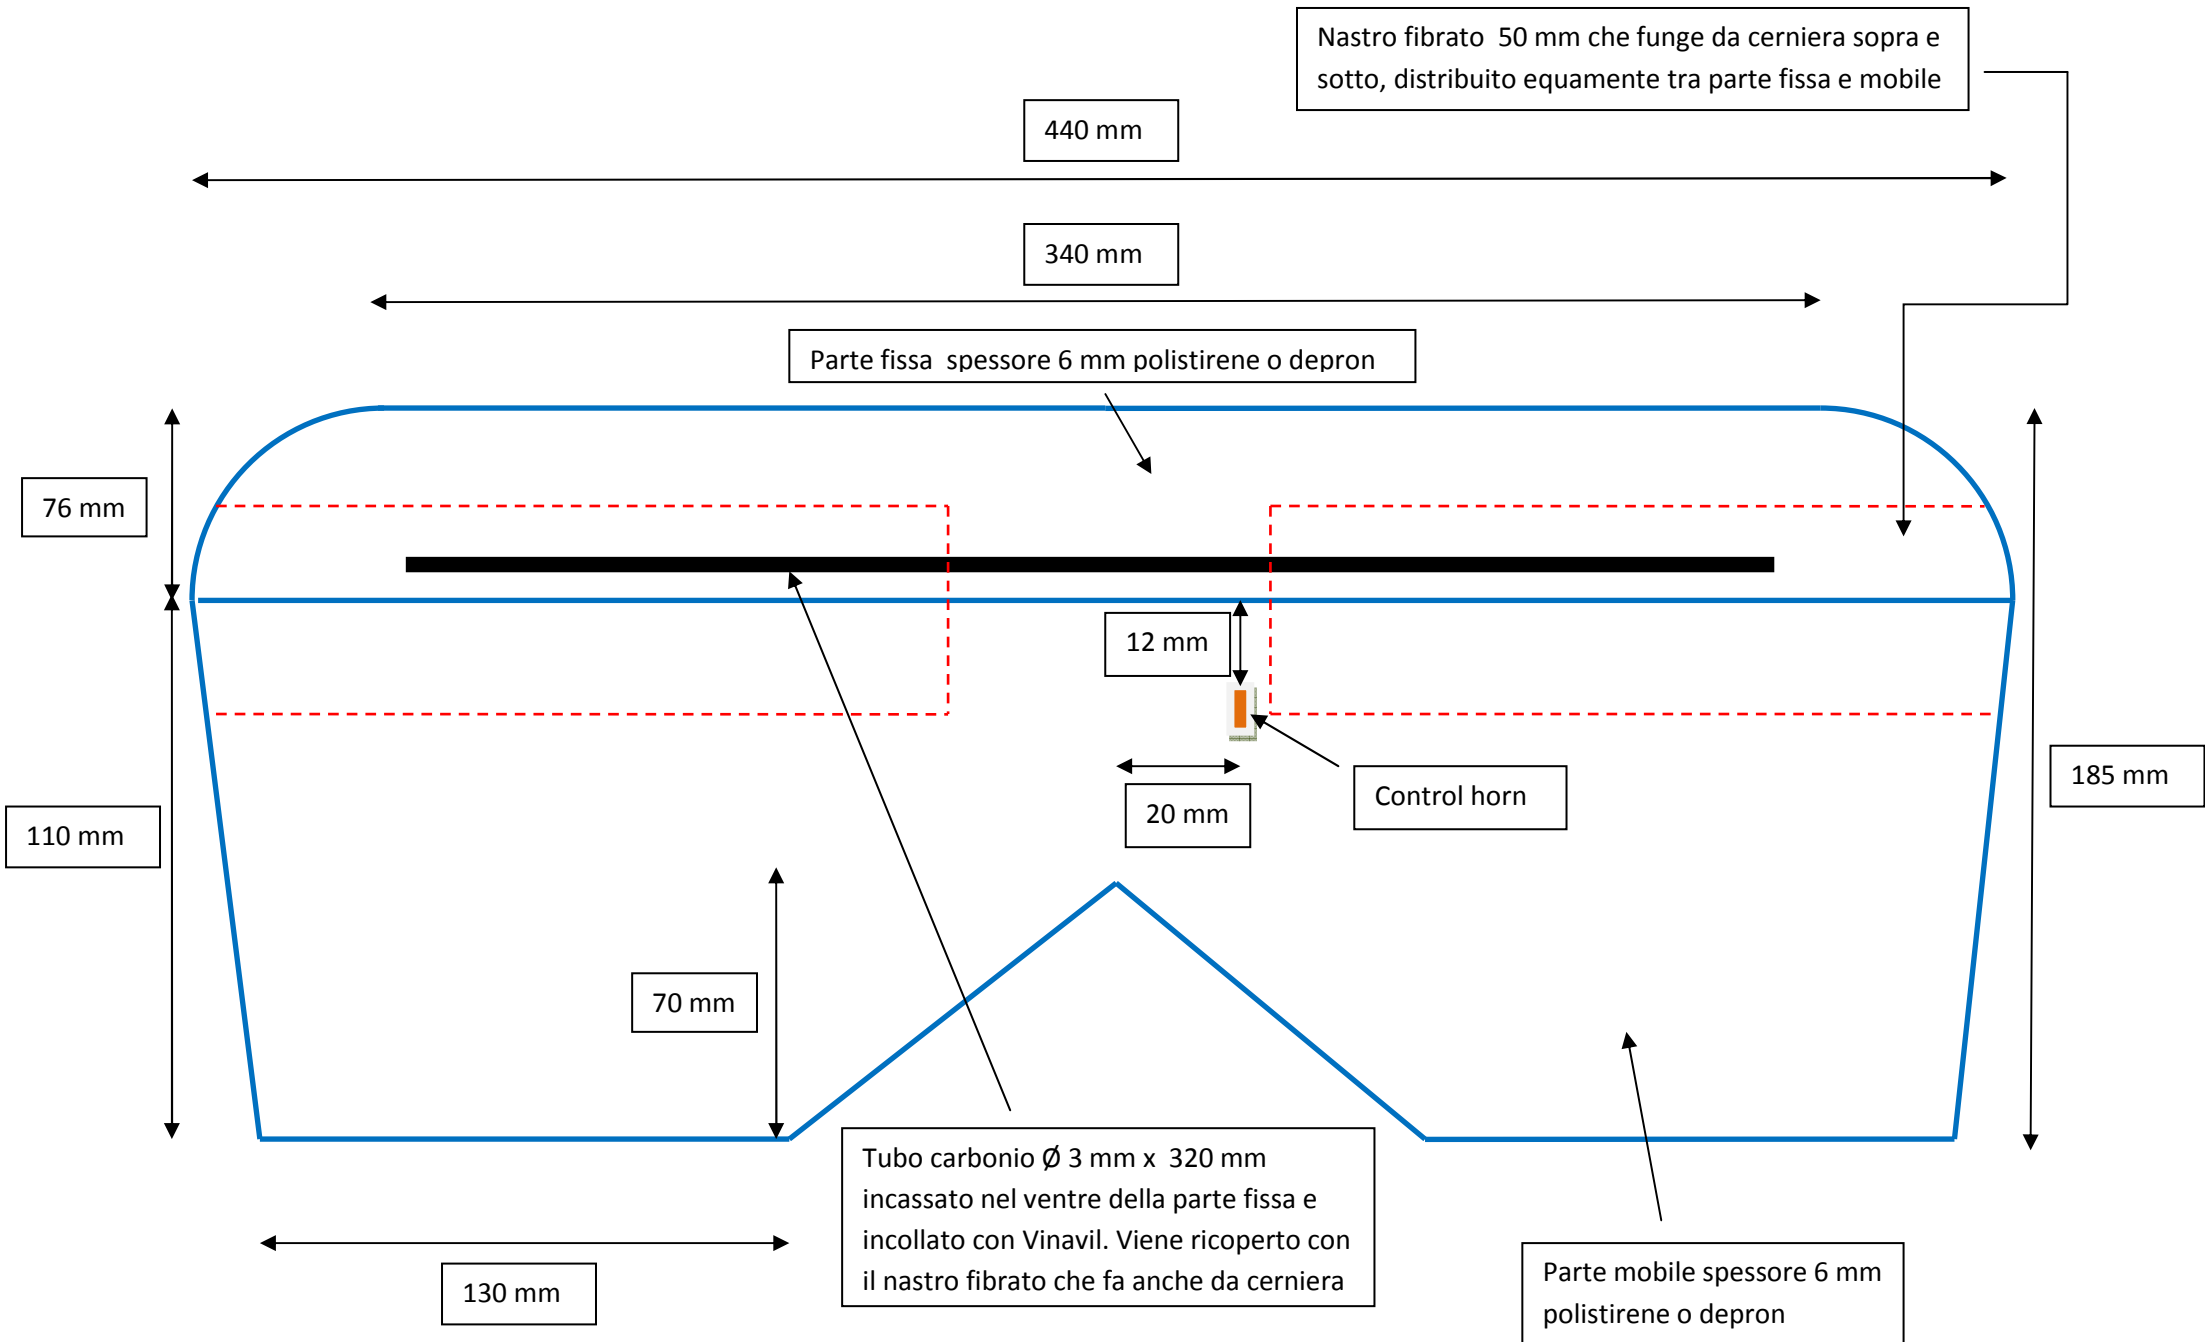 Nastro fibrato  50 mm che funge da cerniera sopra e
sotto, distribuito equamente tra parte fissa e mobile
440 mm
340 mm
Parte fissa  spessore 6 mm polistirene o depron
76 mm
12 mm
185 mm
Control horn
20 mm
110 mm
70 mm
Tubo carbonio Ø 3 mm x  320 mm
incassato nel ventre della parte fissa e
incollato con Vinavil. Viene ricoperto con
il nastro fibrato che fa anche da cerniera
130 mm
Parte mobile spessore 6 mm
polistirene o depron